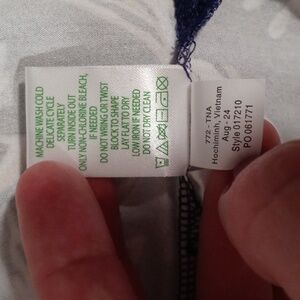 MACHINE WASH COLD
DELICATE CYCLE
SEPARATELY
TURN INSIDE OUT
ONLY NON-CHLORINE BLEACH,
IF NEEDED
DO NOT WRING OR TWIST
BLOCK TO SHAPE
LAY FLAT TO DRY
LOW IRON IF NEEDED
DO NOT DRY CLEAN
772 -TNA
Hochiminh, Vietnam
Aug - 24
Style 017210
PO 061771